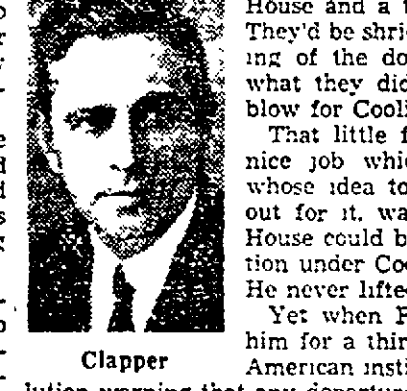 House and a t
They'd be shri
ing of the do
what they did
blow for Cooli
That little f
nice job whic
whose idea to
out for it. wa
House could b
tion under Coo
He never lifted
Yet when F
him for a thir
American insti
Clapper
lution warning that any departure